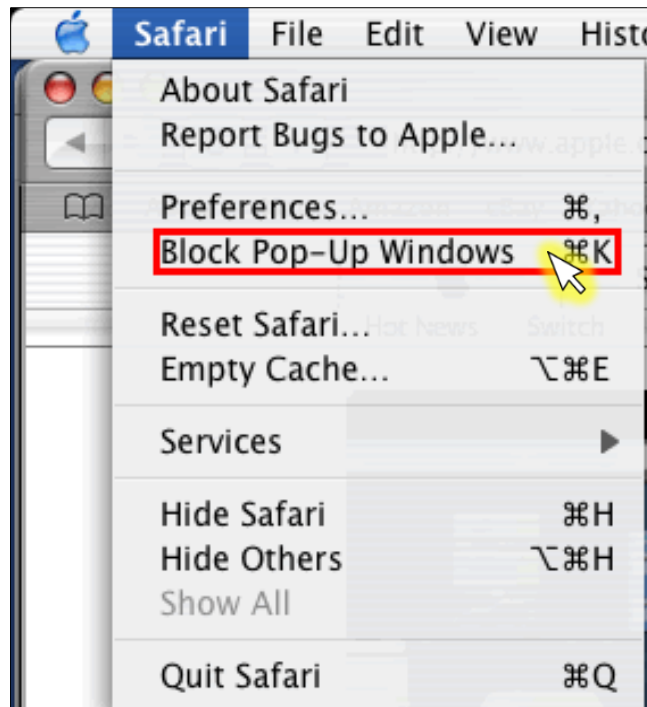 Safari File Edit View Hist
About Safari
Report Bugs to Apple...
Preferences... ⌘,
Block Pop-Up Windows ⌘K
Reset Safari...
Empty Cache... ⌥⌘E
Services
Hide Safari ⌘H
Hide Others ⌥⌘H
Show All
Quit Safari ⌘Q